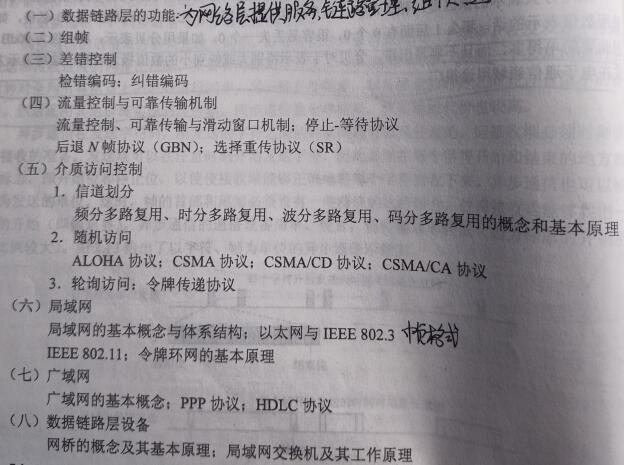 （一）数据链路层的功能:为网络层提供服务,链路管理,组
（二）组帧
（三）差错控制
检错编码；纠错编码
（四）流量控制与可靠传输机制
流量控制、可靠传输与滑动窗口机制；停止-等待协议
后退 N 帧协议（GBN）；选择重传协议（SR）
（五）介质访问控制
1．信道划分
频分多路复用、时分多路复用、波分多路复用、码分多路复用的概念和基本原理
2．随机访问
ALOHA 协议；CSMA 协议；CSMA/CD 协议；CSMA/CA 协议
3．轮询访问：令牌传递协议
（六）局域网
局域网的基本概念与体系结构；以太网与 IEEE 802.3 帧格式
IEEE 802.11；令牌环网的基本原理
（七）广域网
广域网的基本概念；PPP 协议；HDLC 协议
（八）数据链路层设备
网桥的概念及其基本原理；局域网交换机及其工作原理